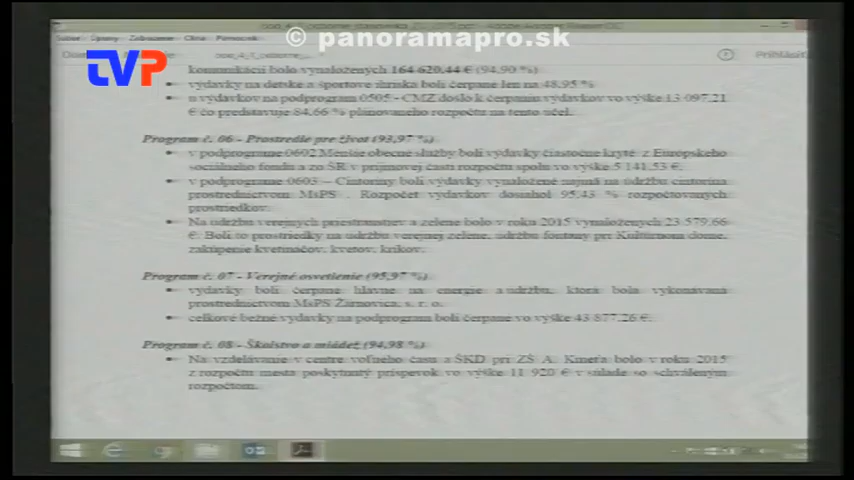 © panoramapro.sk
Úpravy Zobrazenie Okná Pomocník
TVP
Prihlásiť
komunikácií bolo vynaložených 164 620,44 € (94,90 %)
výdavky na detské a športové ihriská boli čerpané len na 48,95 %
u výdavkov na podprogram 0505 - CMZ došlo k čerpaniu výdavkov vo výške 13 097,21
€ čo predstavuje 84,66 % plánovaného rozpočtu na tento účel.
Program č. 06 - Prostredie pre život (93,97 %)
v podprograme 0602 Menšie obecné služby boli výdavky čiastočne kryté z Európskeho
sociálneho fondu a zo ŠR v príjmovej časti rozpočtu spolu vo výške 5 141,53 €.
v podprograme 0603 – Cintoríny boli výdavky vynaložené najmä na údržbu cintorína
prostredníctvom MsPS . Rozpočet výdavkov dosiahol 95,43 % rozpočtovaných
prostriedkov.
Na údržbu verejných priestranstiev a zelene bolo v roku 2015 vynaložených 23 579,66
€. Boli to prostriedky na údržbu verejnej zelene, údržbu fontány pri Kultúrnom dome,
zakúpenie kvetináčov, kvetov, kríkov.
Program č. 07 - Verejné osvetlenie (95,97 %)
výdavky boli čerpané hlavne na energie a údržbu, ktorá bola vykonávaná
prostredníctvom MsPS Žarnovica, s. r. o.
celkové bežné výdavky na podprogram boli čerpané vo výške 43 877,26 €.
Program č. 08 - Školstvo a mládež (94,98 %)
Na vzdelávanie v centre voľného času a ŠKD pri ZŠ A. Kmeťa bolo v roku 2015
z rozpočtu mesta poskytnutý príspevok vo výške 11 920 € v súlade so schváleným
rozpočtom.